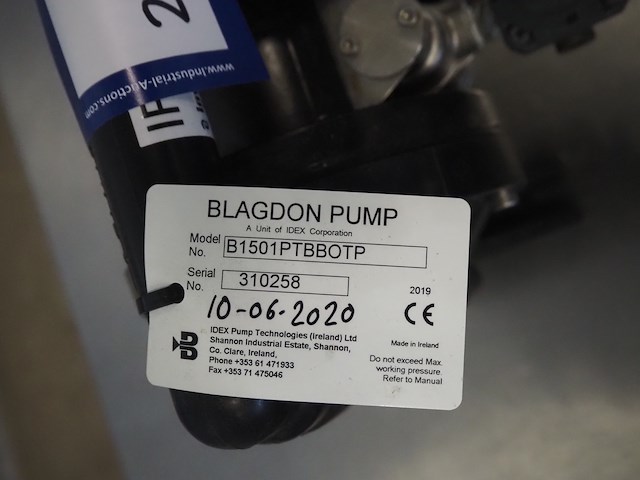 2
www.Industrial-Auctions.com
BLAGDON PUMP
A Unit of IDEX Corporation
Model No. B1501PTBBOTP
Serial No. 310258
2019
10-06-2020
CE
IDEX Pump Technologies (Ireland) Ltd
Shannon Industrial Estate, Shannon,
Co. Clare, Ireland,
Phone +353 61 471933
Fax +353 71 475046
Made in Ireland
Do not exceed Max.
working pressure.
Refer to Manual